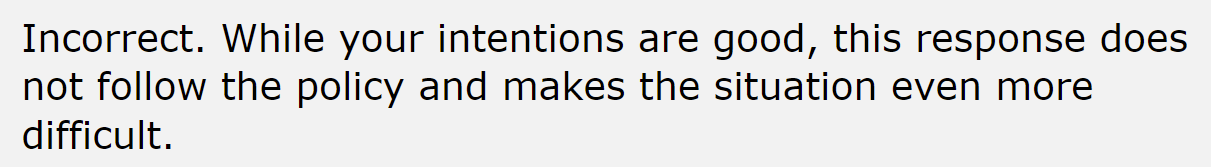 Incorrect. While your intentions are good, this response does
not follow the policy and makes the situation even more
difficult.